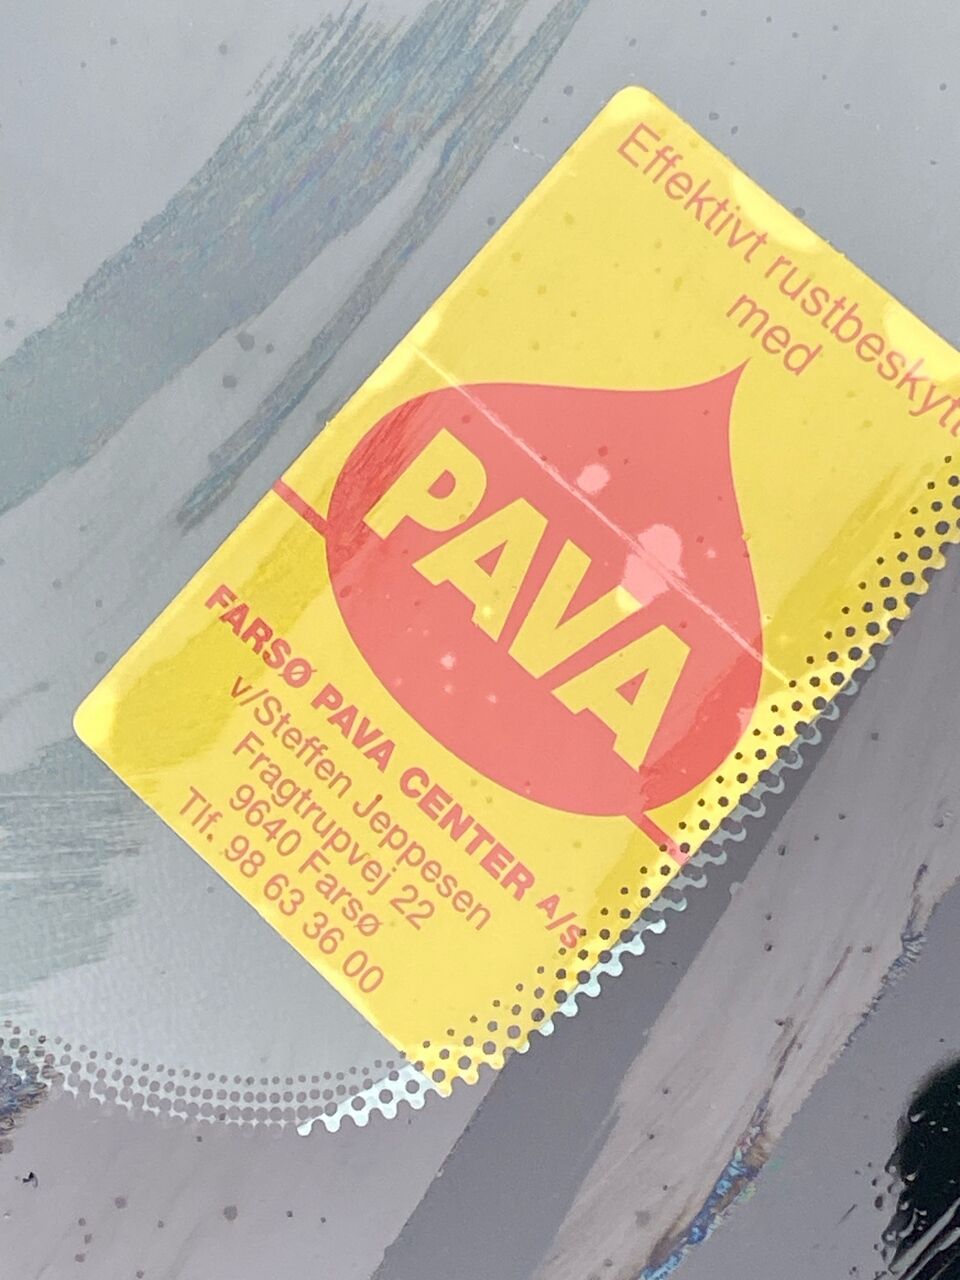 Effektivt rustbeskytt
med
PAVA
FARSØ PAVA CENTER A/S
v/Steffen Jeppesen
Fragtrupvej 22
9640 Farsø
Tlf. 98 63 36 00